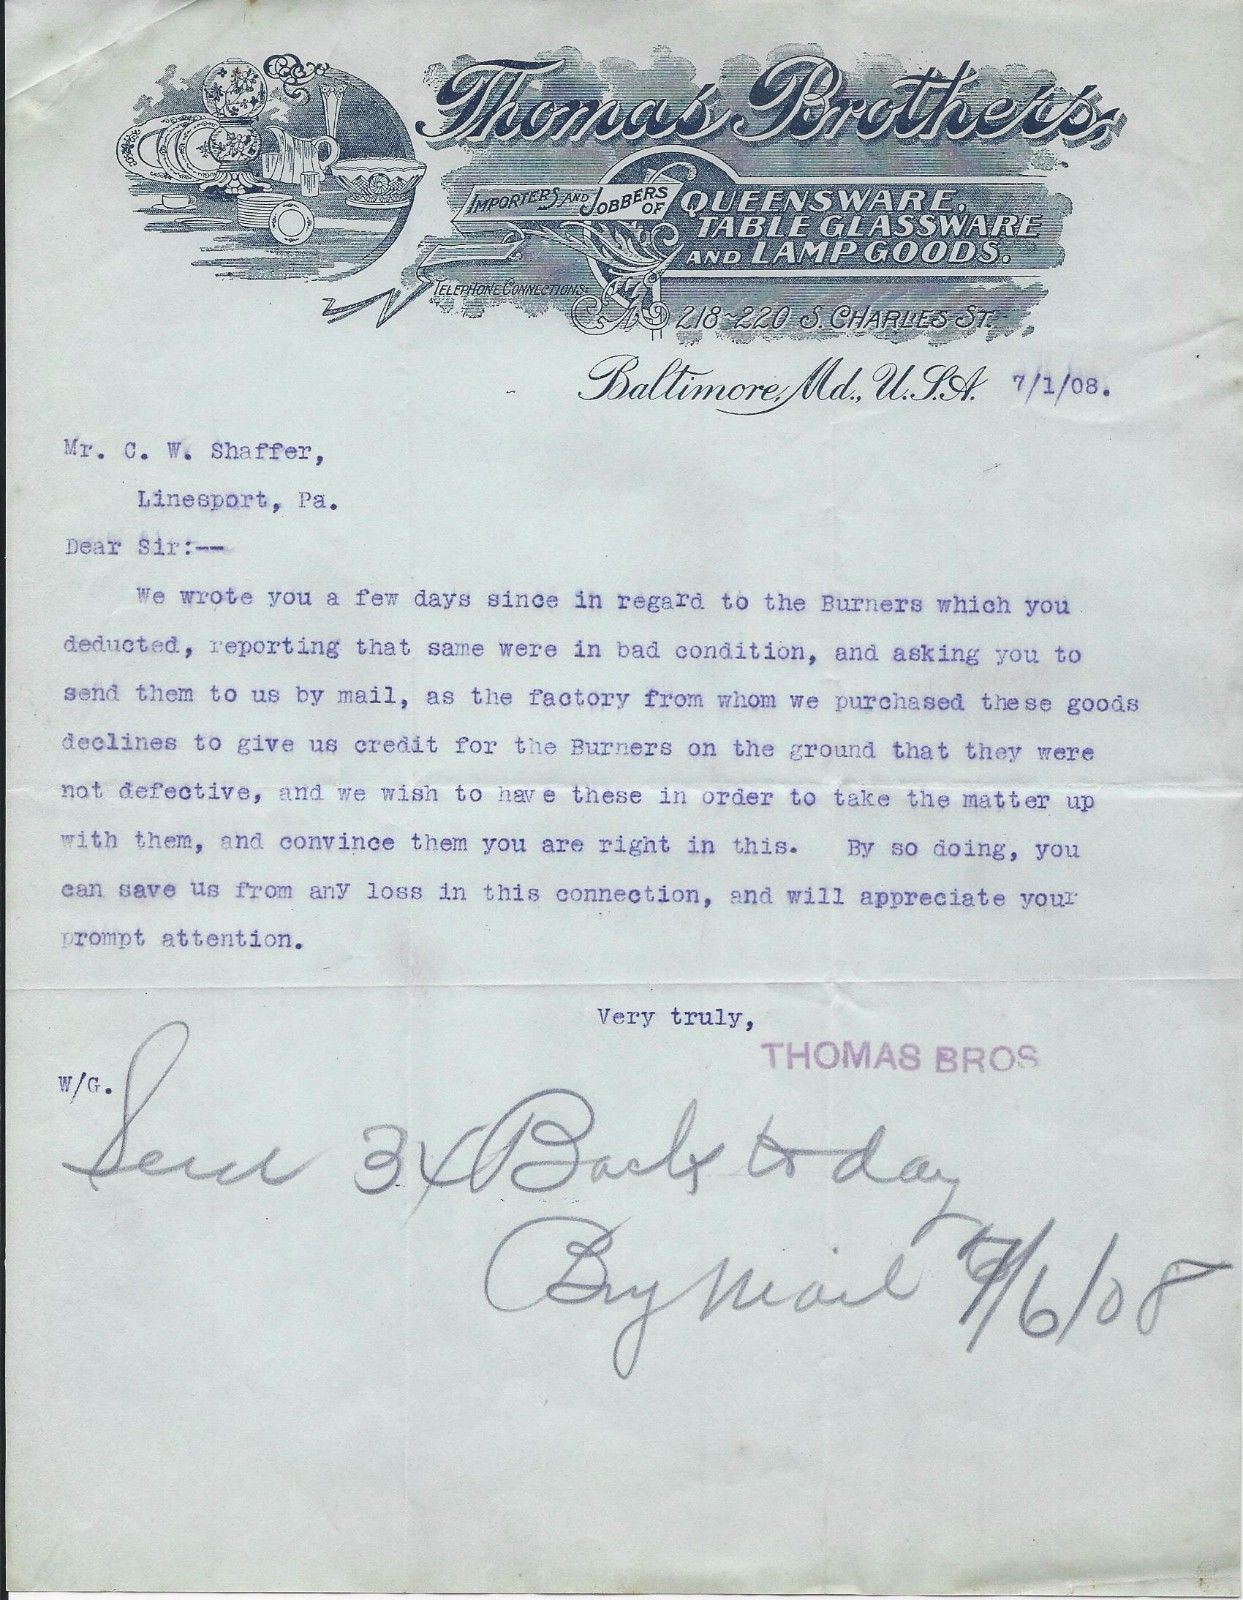 Thomas Brothers,
IMPORTERS AND JOBBERS OF
QUEENSWARE,
TABLE GLASSWARE
AND LAMP GOODS.
TELEPHONE CONNECTIONS.
218-220 S. CHARLES ST.
Baltimore, Md., U.S.A. 7/1/08.
Mr. C. W. Shaffer,
Linesport, Pa.
Dear Sir:--
We wrote you a few days since in regard to the Burners which you
deducted, reporting that same were in bad condition, and asking you to
send them to us by mail, as the factory from whom we purchased these goods
declines to give us credit for the Burners on the ground that they were
not defective, and we wish to have these in order to take the matter up
with them, and convince them you are right in this. By so doing, you
can save us from any loss in this connection, and will appreciate your
prompt attention.
Very truly,
THOMAS BROS
W/G.
Send 3 Back to day
By Mail 7/6/08